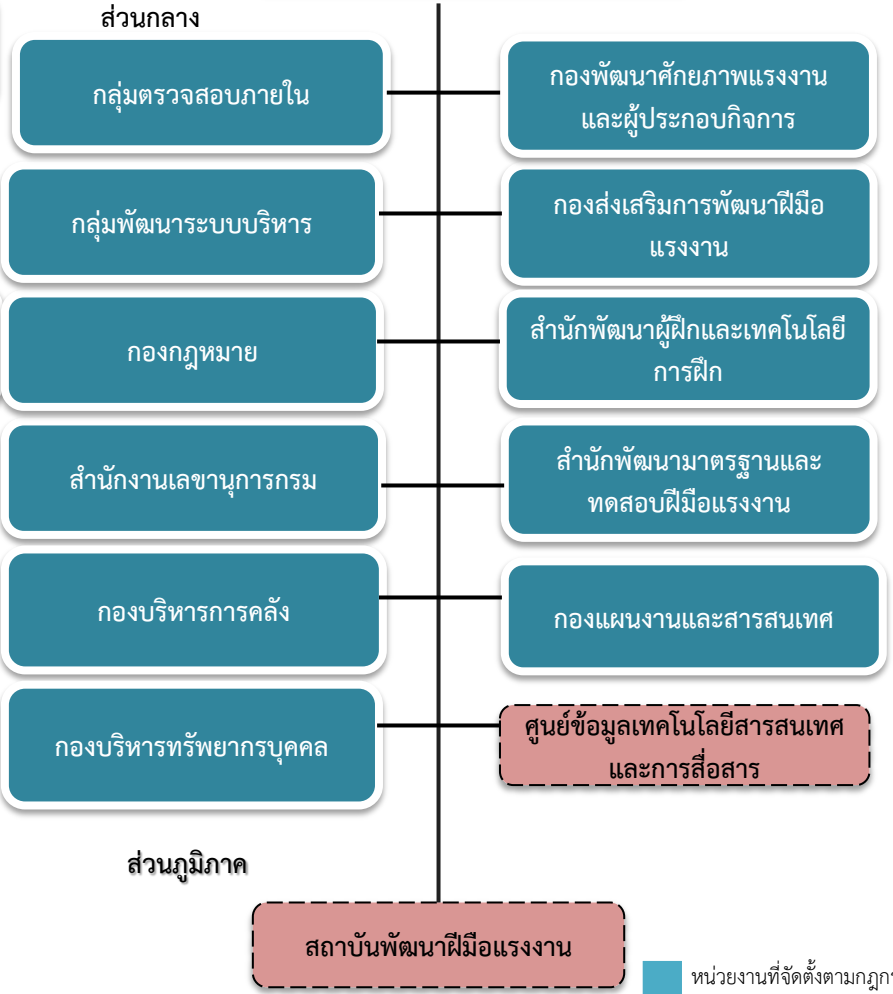 ส่วนกลาง
กลุ่มตรวจสอบภายใน
กลุ่มพัฒนาระบบบริหาร
กองกฎหมาย
สำนักงานเลขานุการกรม
กองบริหารการคลัง
กองบริหารทรัพยากรบุคคล
กองพัฒนาศักยภาพแรงงาน
และผู้ประกอบกิจการ
กองส่งเสริมการพัฒนาฝีมือ
แรงงาน
สำนักพัฒนาผู้ฝึกและเทคโนโลยี
การฝึก
สำนักพัฒนามาตรฐานและ
ทดสอบฝีมือแรงงาน
กองแผนงานและสารสนเทศ
ศูนย์ข้อมูลเทคโนโลยีสารสนเทศ
และการสื่อสาร
ส่วนภูมิภาค
สถาบันพัฒนาฝีมือแรงงาน
หน่วยงานที่จัดตั้งตามกฎ